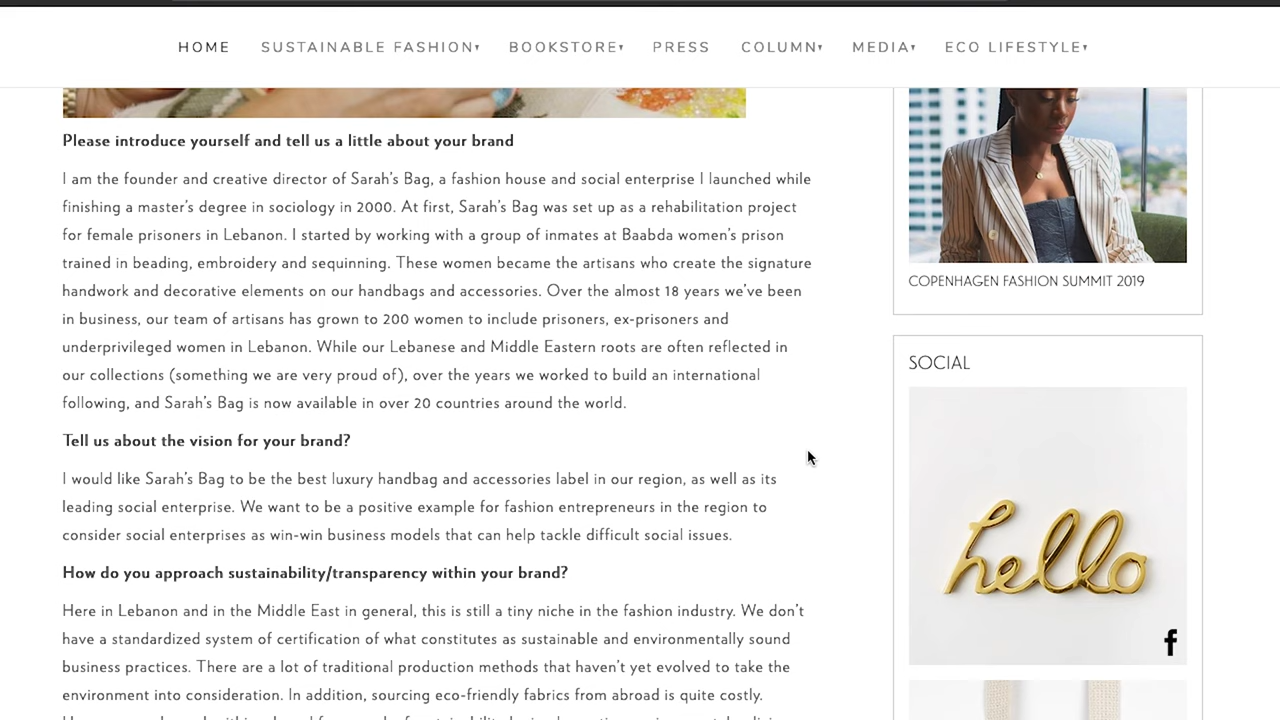 HOME SUSTAINABLE FASHION BOOKSTORE PRESS COLUMN MEDIA ECO LIFESTYLE
Please introduce yourself and tell us a little about your brand
I am the founder and creative director of Sarah's Bag, a fashion house and social enterprise I launched while
finishing a master's degree in sociology in 2000. At first, Sarah's Bag was set up as a rehabilitation project
for female prisoners in Lebanon. I started by working with a group of inmates at Baabda women's prison
trained in beading, embroidery and sequinning. These women became the artisans who create the signature
handwork and decorative elements on our handbags and accessories. Over the almost 18 years we've been
in business, our team of artisans has grown to 200 women to include prisoners, ex-prisoners and
underprivileged women in Lebanon. While our Lebanese and Middle Eastern roots are often reflected in
our collections (something we are very proud of), over the years we worked to build an international
following, and Sarah's Bag is now available in over 20 countries around the world.
Tell us about the vision for your brand?
I would like Sarah's Bag to be the best luxury handbag and accessories label in our region, as well as its
leading social enterprise. We want to be a positive example for fashion entrepreneurs in the region to
consider social enterprises as win-win business models that can help tackle difficult social issues.
How do you approach sustainability/transparency within your brand?
Here in Lebanon and in the Middle East in general, this is still a tiny niche in the fashion industry. We don't
have a standardized system of certification of what constitutes as sustainable and environmentally sound
business practices. There are a lot of traditional production methods that haven't yet evolved to take the
environment into consideration. In addition, sourcing eco-friendly fabrics from abroad is quite costly.
COPENHAGEN FASHION SUMMIT 2019
SOCIAL
hello
f